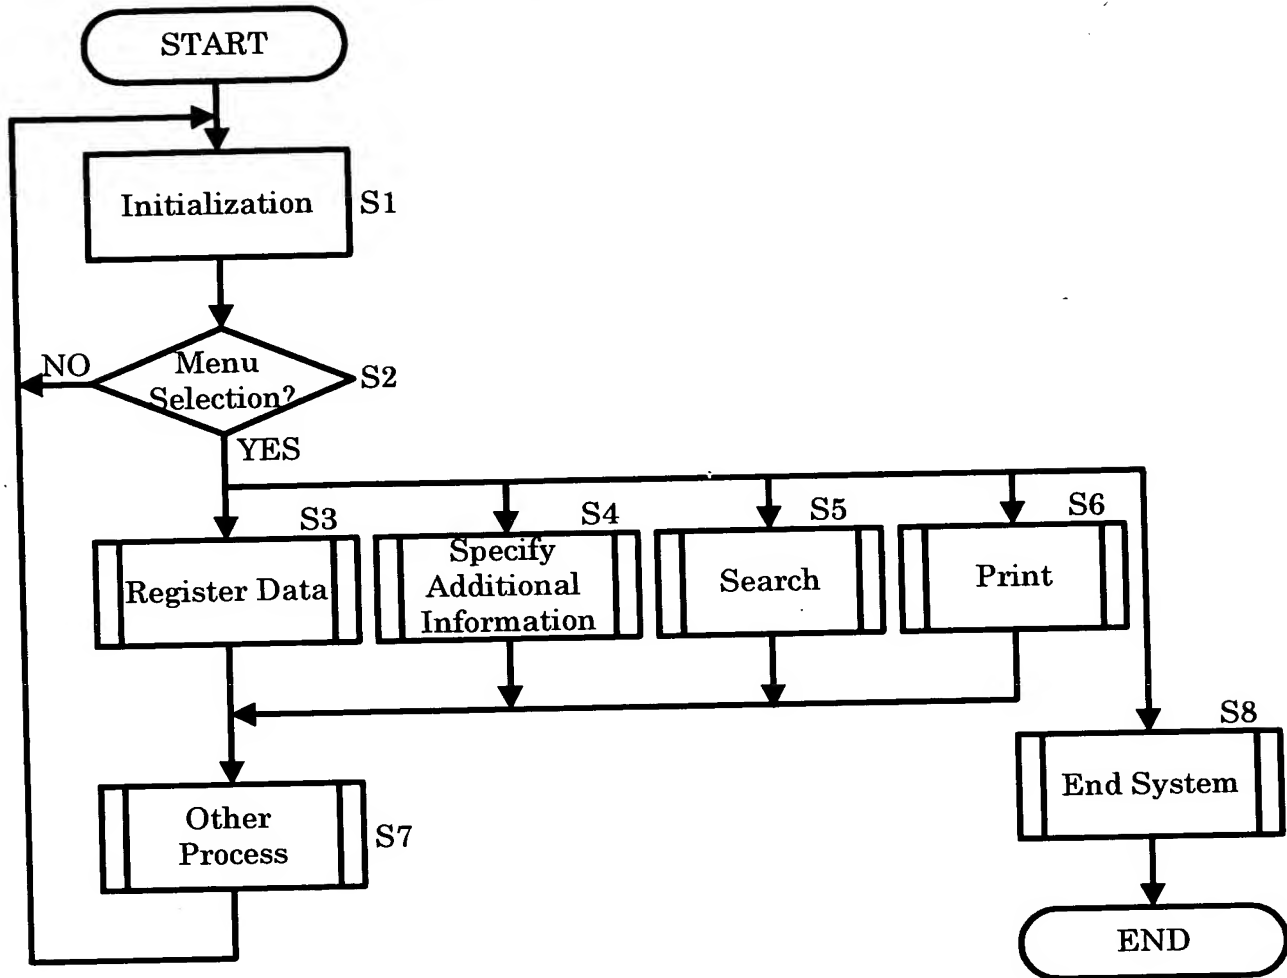 START
Initialization
S1
Menu
Selection?
S2
NO
YES
S3
Register Data
S4
Specify
Additional
Information
S5
Search
S6
Print
Other
Process
S7
S8
End System
END